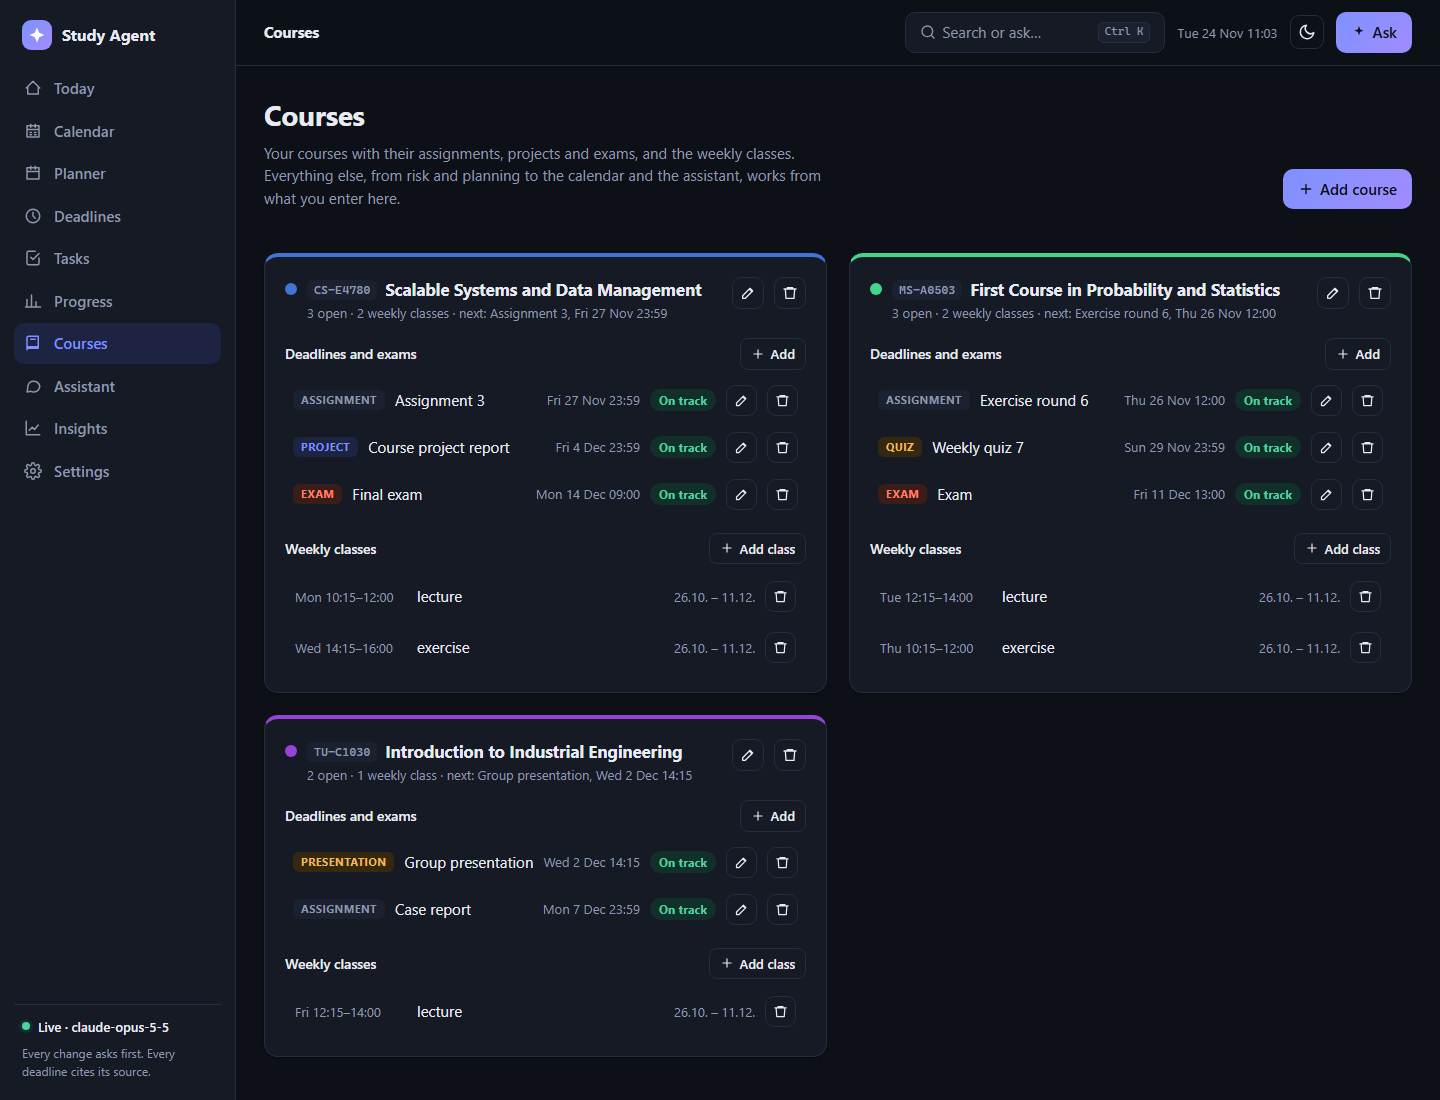 Study Agent
Today
Calendar
Planner
Deadlines
Tasks
Progress
Courses
Assistant
Insights
Settings
Live · claude-opus-5-5
Every change asks first. Every
deadline cites its source.
Courses
Search or ask...
Ctrl K
Tue 24 Nov 11:03
Ask
Courses
Your courses with their assignments, projects and exams, and the weekly classes.
Everything else, from risk and planning to the calendar and the assistant, works from
what you enter here.
+ Add course
CS-E4780 Scalable Systems and Data Management
3 open · 2 weekly classes · next: Assignment 3, Fri 27 Nov 23:59
Deadlines and exams
+ Add
ASSIGNMENT Assignment 3 Fri 27 Nov 23:59 On track
PROJECT Course project report Fri 4 Dec 23:59 On track
EXAM Final exam Mon 14 Dec 09:00 On track
Weekly classes
+ Add class
Mon 10:15–12:00 lecture 26.10. – 11.12.
Wed 14:15–16:00 exercise 26.10. – 11.12.
MS-A0503 First Course in Probability and Statistics
3 open · 2 weekly classes · next: Exercise round 6, Thu 26 Nov 12:00
Deadlines and exams
+ Add
ASSIGNMENT Exercise round 6 Thu 26 Nov 12:00 On track
QUIZ Weekly quiz 7 Sun 29 Nov 23:59 On track
EXAM Exam Fri 11 Dec 13:00 On track
Weekly classes
+ Add class
Tue 12:15–14:00 lecture 26.10. – 11.12.
Thu 10:15–12:00 exercise 26.10. – 11.12.
TU-C1030 Introduction to Industrial Engineering
2 open · 1 weekly class · next: Group presentation, Wed 2 Dec 14:15
Deadlines and exams
+ Add
PRESENTATION Group presentation Wed 2 Dec 14:15 On track
ASSIGNMENT Case report Mon 7 Dec 23:59 On track
Weekly classes
+ Add class
Fri 12:15–14:00 lecture 26.10. – 11.12.